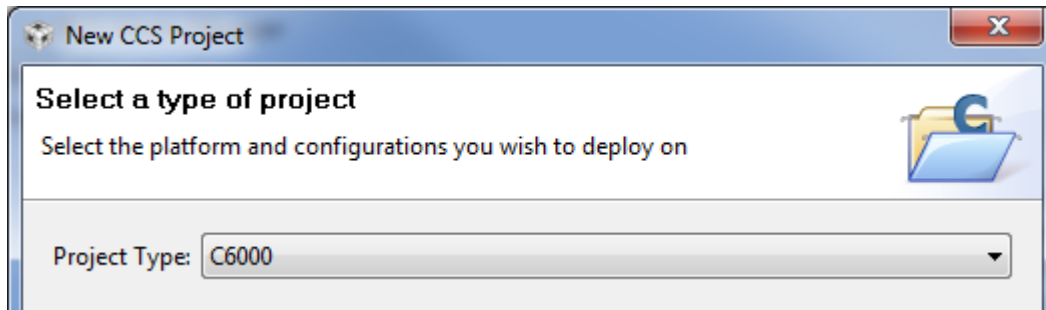 New CCS Project
Select a type of project
Select the platform and configurations you wish to deploy on
Project Type: C6000